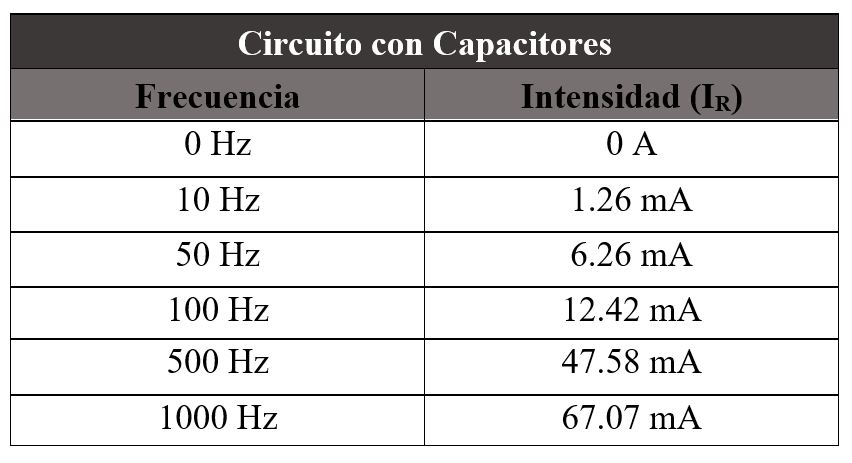 Circuito con Capacitores
Frecuencia Intensidad (IR)
0 Hz 0 A
10 Hz 1.26 mA
50 Hz 6.26 mA
100 Hz 12.42 mA
500 Hz 47.58 mA
1000 Hz 67.07 mA